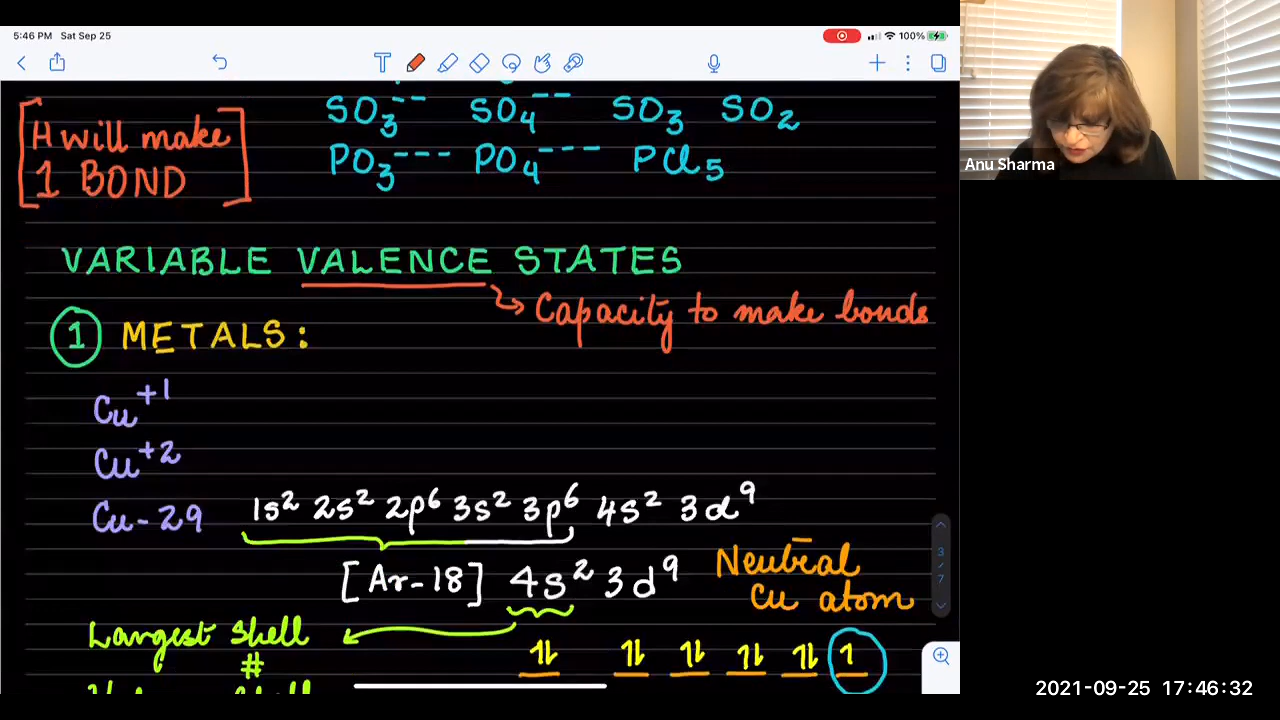 5:46 PM Sat Sep 25
100%
T
Anu Sharma
SO3-- SO4-- SO3 SO2
H will make
1 BOND
PO3--- PO4--- PCl5
VARIABLE VALENCE STATES
Capacity to make bonds
1 METALS:
Cu+1
Cu+2
Cu-29 1s2 2s2 2p6 3s2 3p6 4s2 3d9
[Ar-18] 4s2 3d9
Neutral
Cu atom
3/7
Largest Shell
#
1
2021-09-25 17:46:32